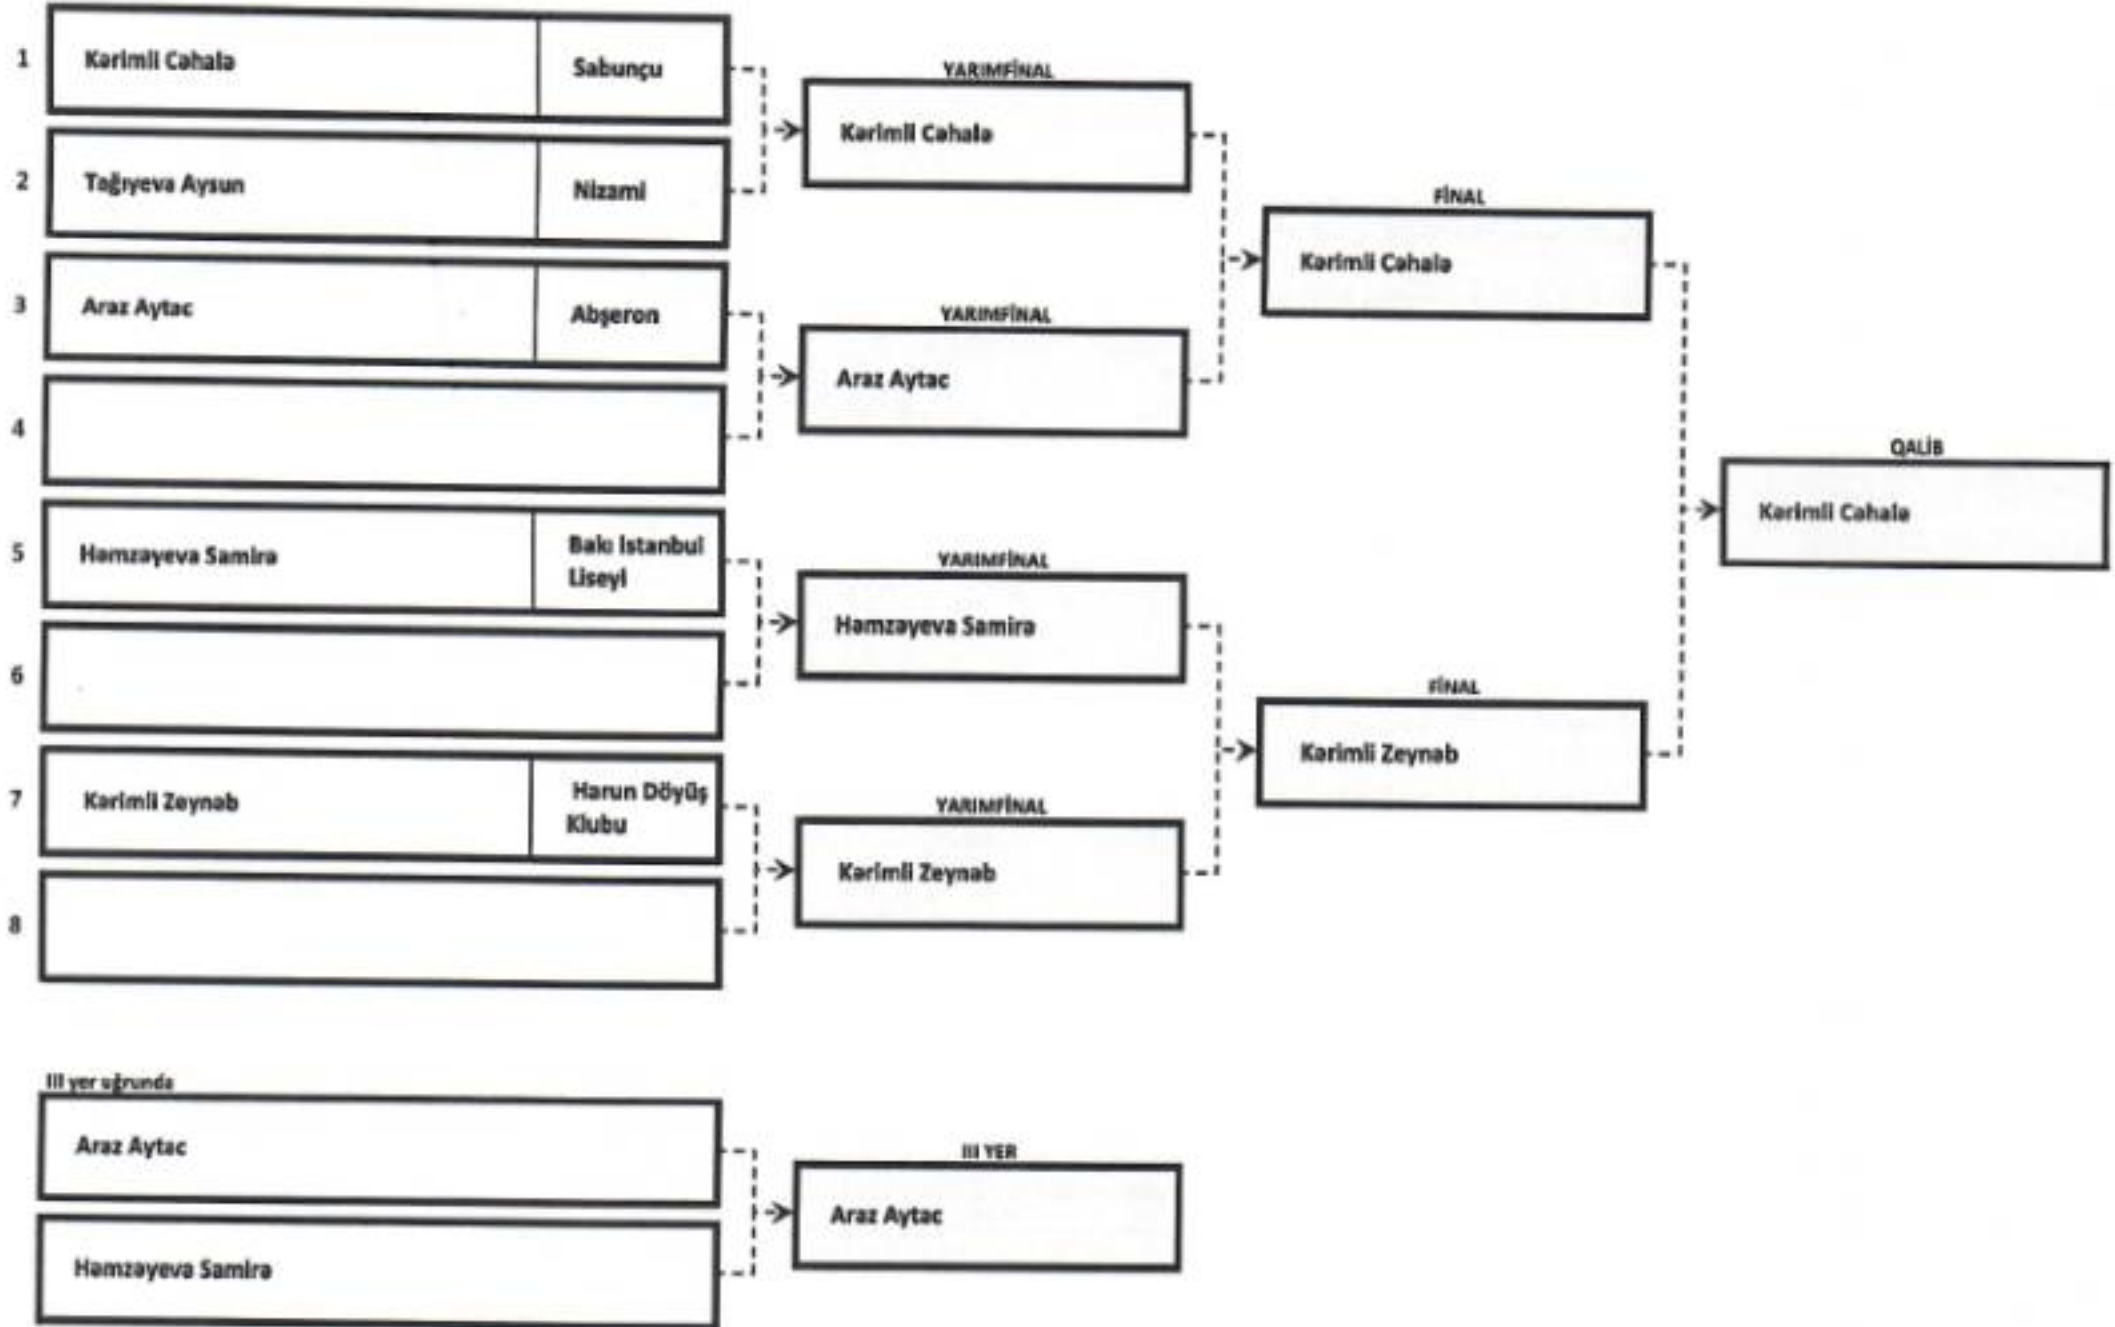 1 Kərimli Cəhalə Sabunçu
2 Tağıyeva Aysun Nizami
3 Araz Aytac Abşeron
4
5 Həmzəyeva Samirə Bakı İstanbul
Liseyi
6
7 Kərimli Zeynəb Harun Döyüş
Klubu
8
YARIMFİNAL
Kərimli Cəhalə
YARIMFİNAL
Araz Aytac
YARIMFİNAL
Həmzəyeva Samirə
YARIMFİNAL
Kərimli Zeynəb
FİNAL
Kərimli Cəhalə
FİNAL
Kərimli Zeynəb
QALİB
Kərimli Cəhalə
III yer uğrunda
Araz Aytac
Həmzəyeva Samirə
III YER
Araz Aytac